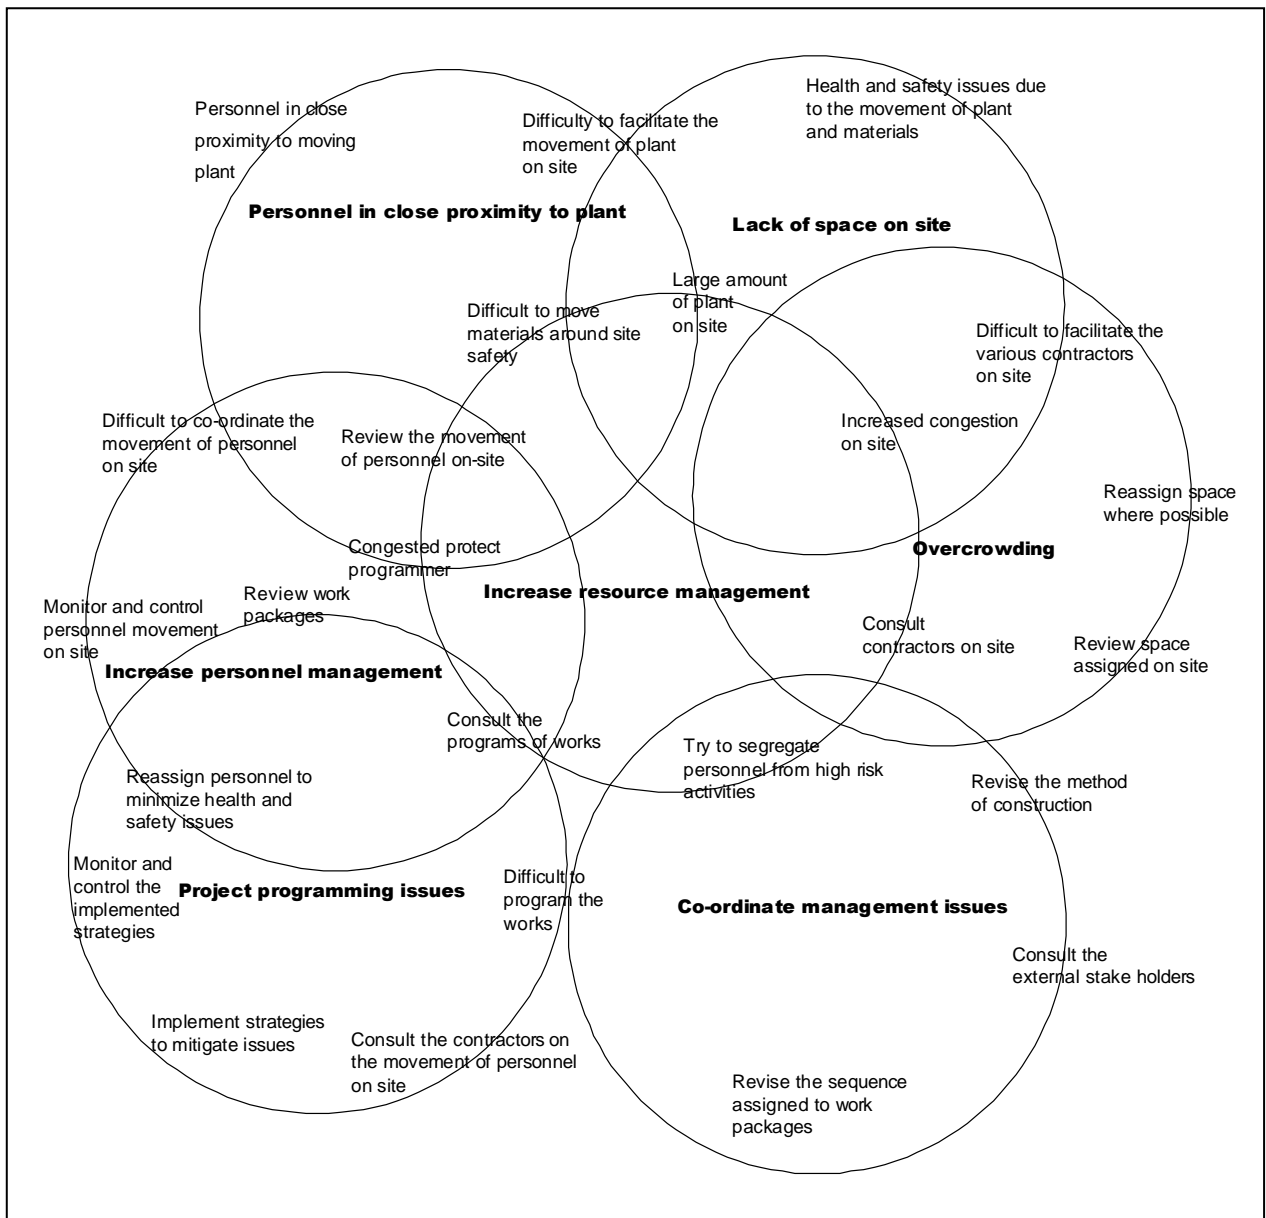 Personnel in close
proximity to moving
plant
Difficulty to facilitate the
movement of plant
on site
Health and safety issues due
to the movement of plant
and materials
Personnel in close proximity to plant
Lack of space on site
Large amount
of plant
on site
Difficult to move
materials around site
safety
Difficult to facilitate the
various contractors
on site
Difficult to co-ordinate the
movement of personnel
on site
Review the movement
of personnel on-site
Increased congestion
on site
Reassign space
where possible
Congested protect
programmer
Overcrowding
Increase resource management
Review work
packages
Monitor and control
personnel movement
on site
Consult
contractors on site
Review space
assigned on site
Increase personnel management
Consult the
programs of works
Try to segregate
personnel from high risk
activities
Reassign personnel to
minimize health and
safety issues
Revise the method
of construction
Monitor and
control the
implemented
strategies
Project programming issues
Difficult to
program the
works
Co-ordinate management issues
Consult the
external stake holders
Implement strategies
to mitigate issues
Consult the contractors on
the movement of personnel
on site
Revise the sequence
assigned to work
packages